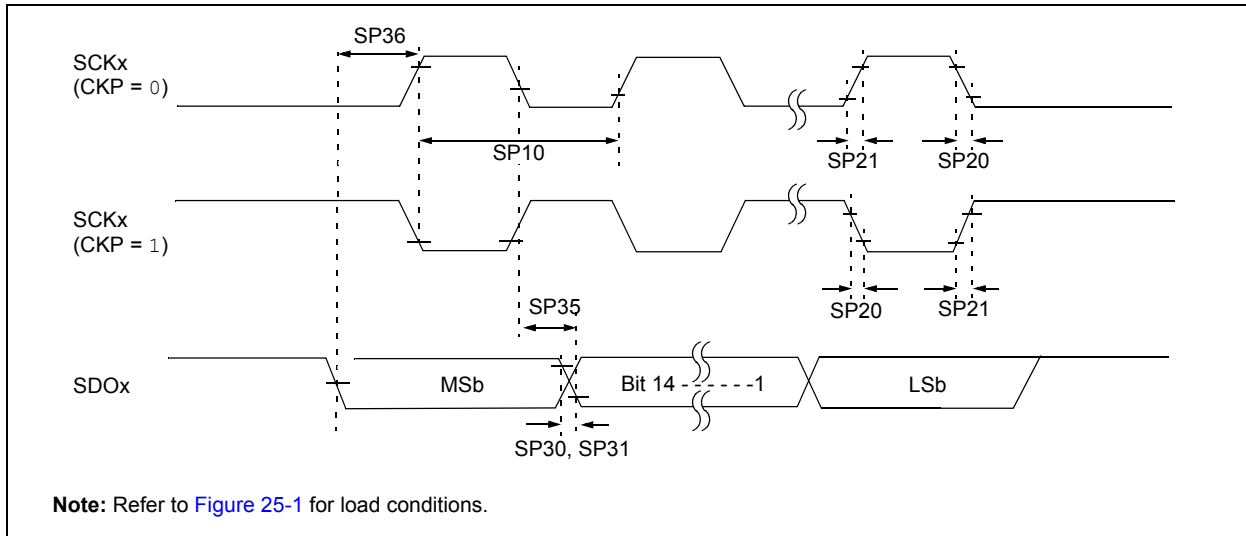 SP36
SCKx
(CKP = 0)
SP10
SP21
SP20
SCKx
(CKP = 1)
SP35
SP20
SP21
SDOx
MSb
Bit 14 - - - - - -1
LSb
SP30, SP31
Note: Refer to Figure 25-1 for load conditions.